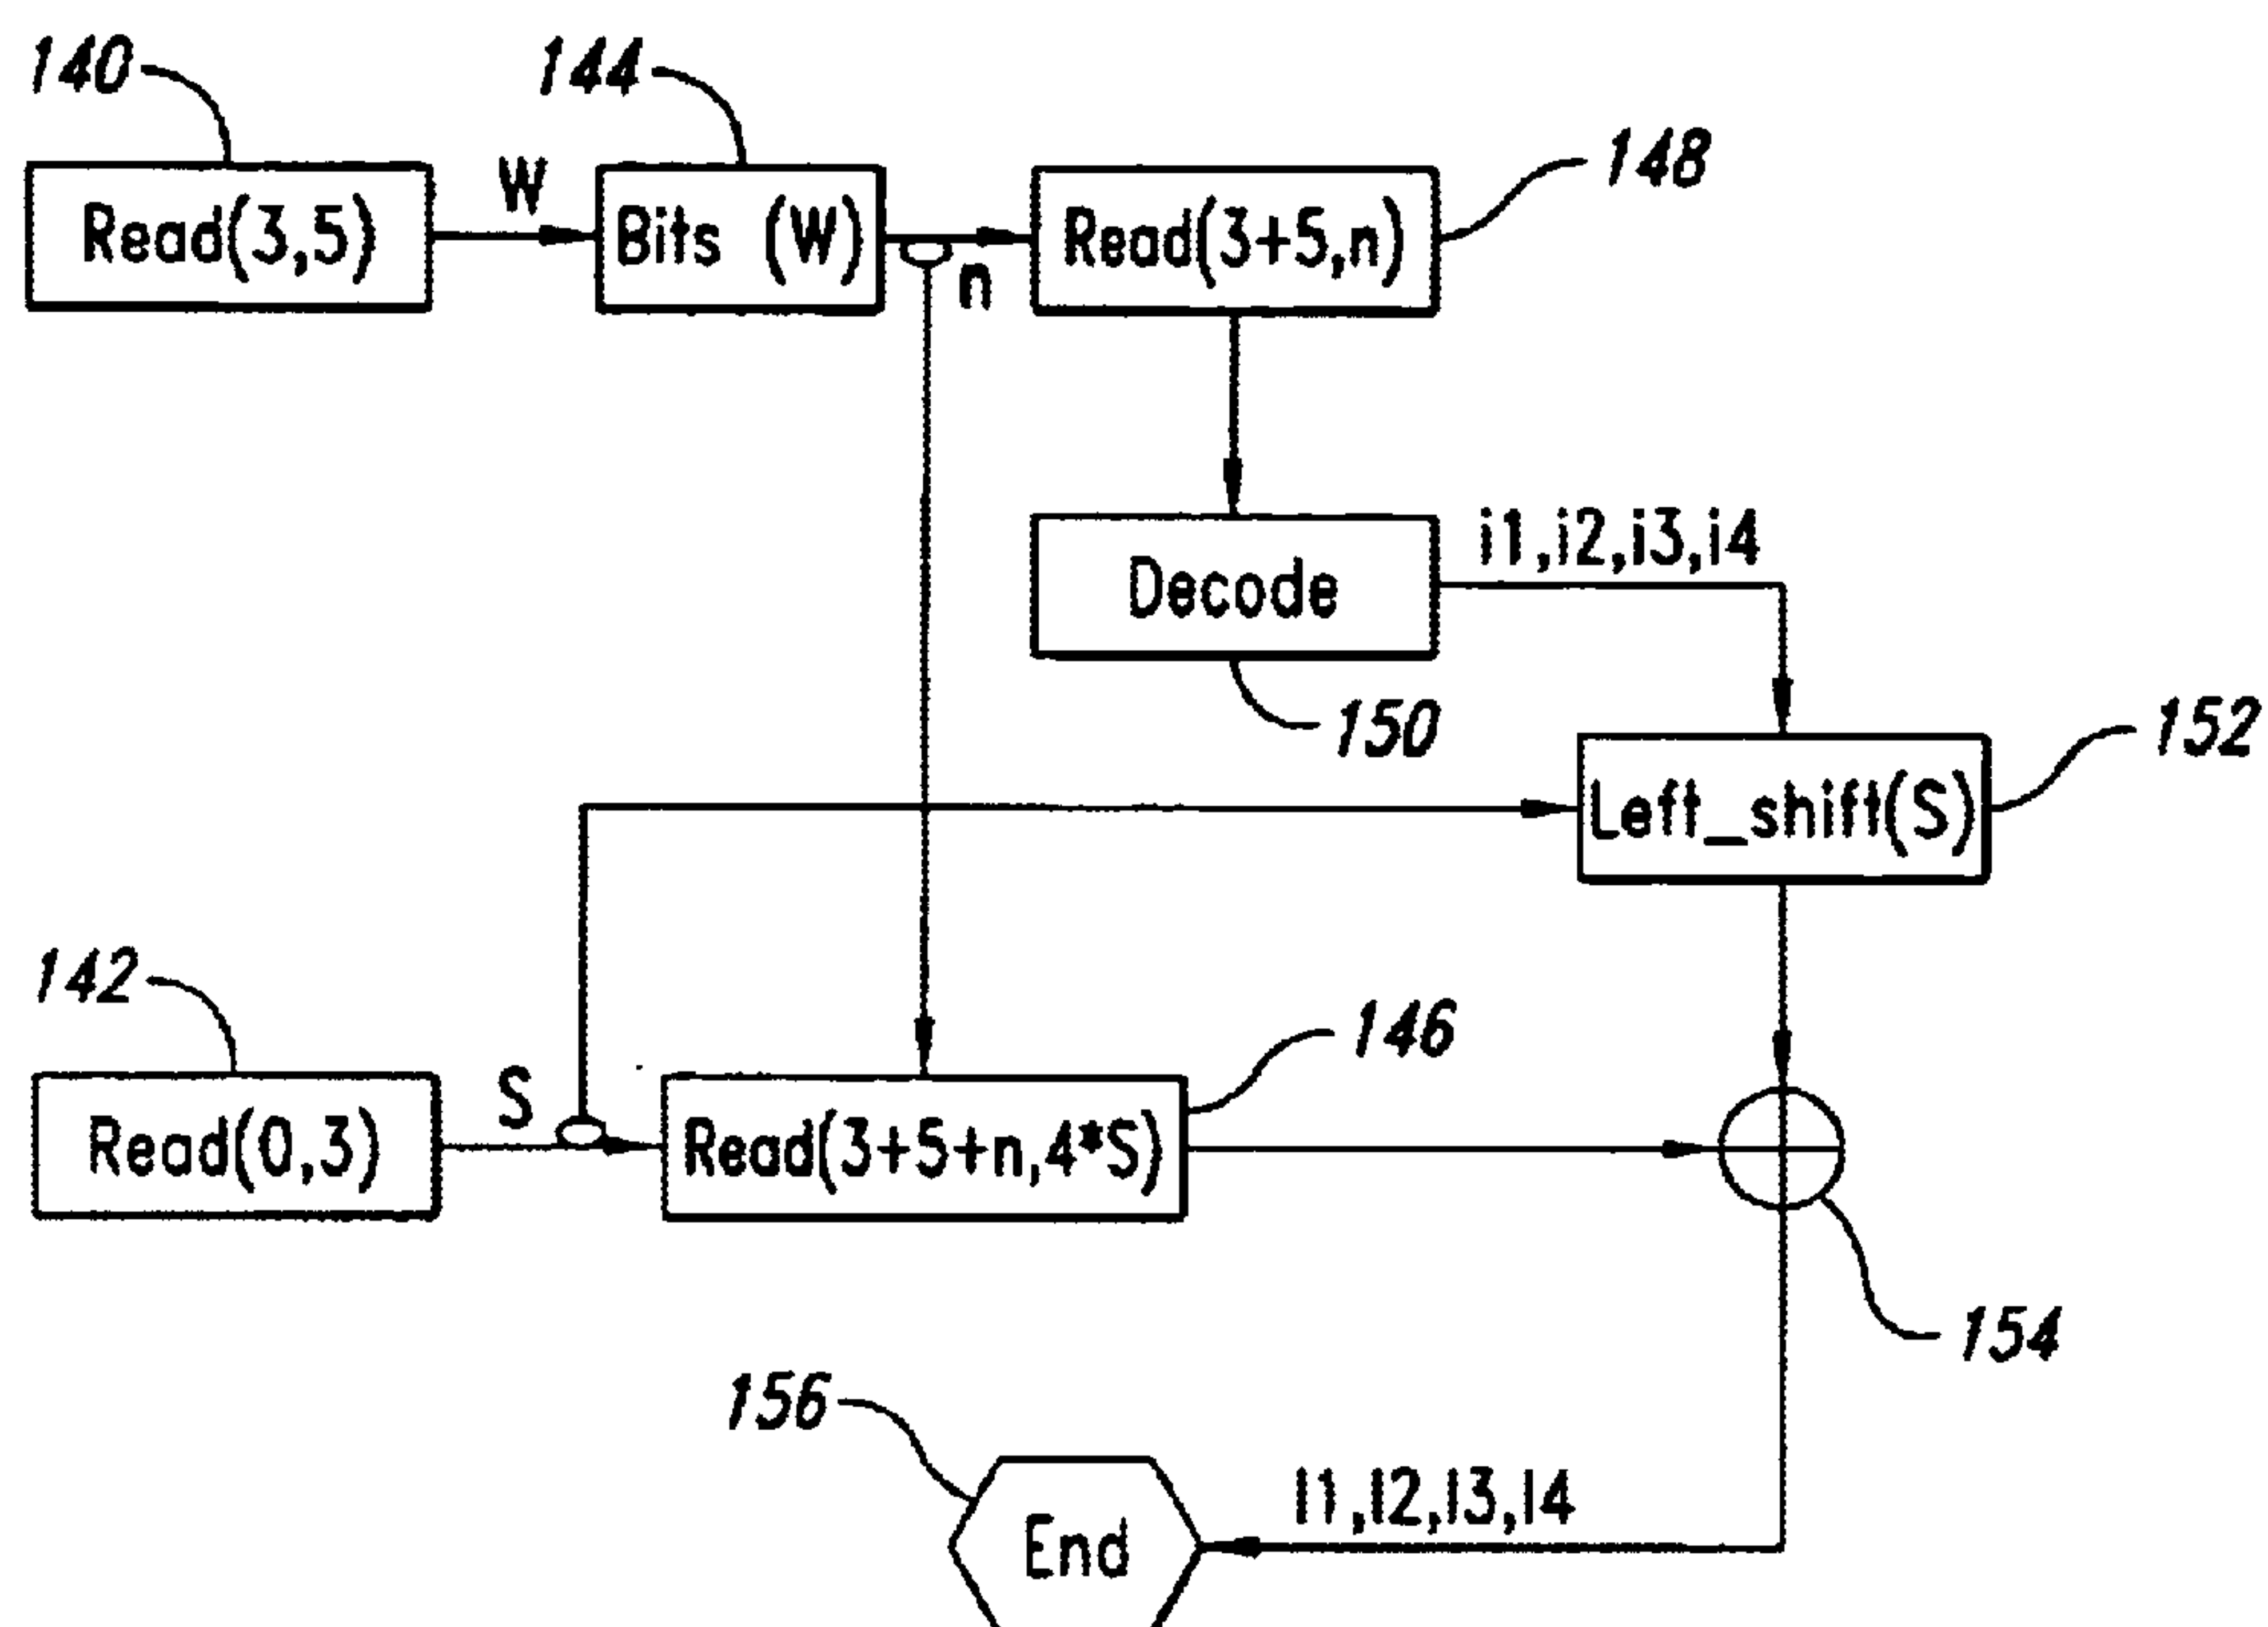 140
144
148
Read(3,5)
W
Bits (W)
n
Read(3+5,n)
Decode
i1,i2,i3,i4
150
152
Left_shift(S)
142
146
Read(0,3)
S
Read(3+5+n,4*S)
154
156
End
I1,I2,I3,I4